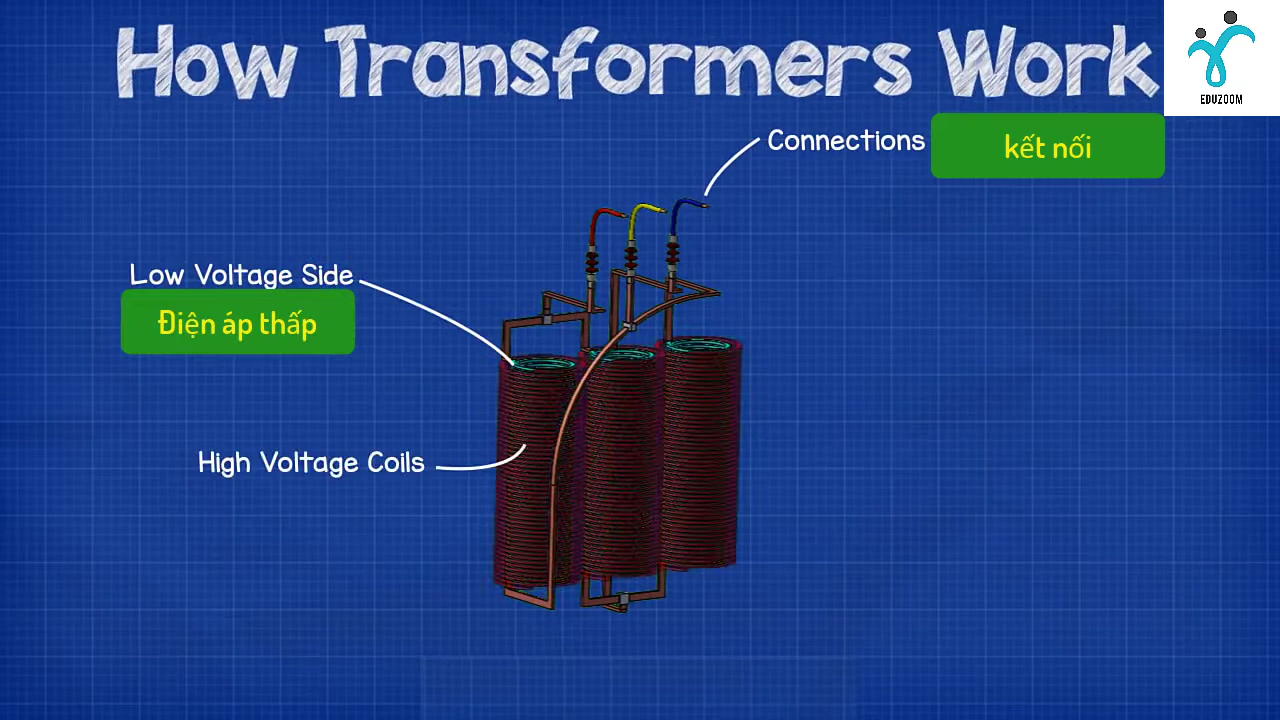 How Transformers Work
EDUZOOM
Connections
kết nối
Low Voltage Side
Điện áp thấp
High Voltage Coils